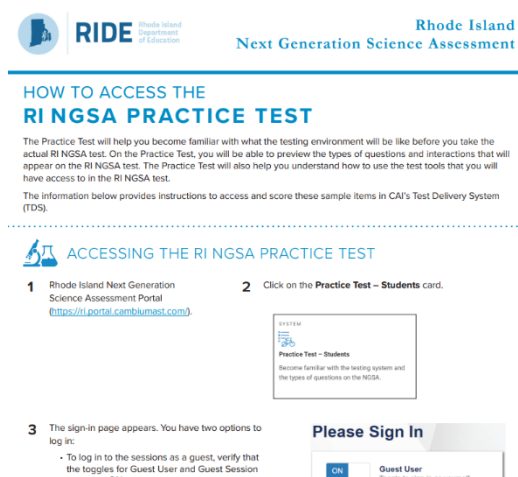 RIDE Rhode Island
Department
of Education
Rhode Island
Next Generation Science Assessment
HOW TO ACCESS THE
RI NGSA PRACTICE TEST
The Practice Test will help you become familiar with what the testing environment will be like before you take the
actual RI NGSA test. On the Practice Test, you will be able to preview the types of questions and interactions that will
appear on the RI NGSA test. The Practice Test will also help you understand how to use the test tools that you will
have access to in the RI NGSA test.
The information below provides instructions to access and score these sample items in CAI's Test Delivery System
(TDS).
ACCESSING THE RI NGSA PRACTICE TEST
1 Rhode Island Next Generation
Science Assessment Portal
(https://ri.portal.cambiumast.com/).
2 Click on the Practice Test – Students card.
SYSTEM
Practice Test – Students
Become familiar with the testing system and
the types of questions on the NGSA.
3 The sign-in page appears. You have two options to
log in:
• To log in to the sessions as a guest, verify that
the toggles for Guest User and Guest Session
Please Sign In
ON
Guest User